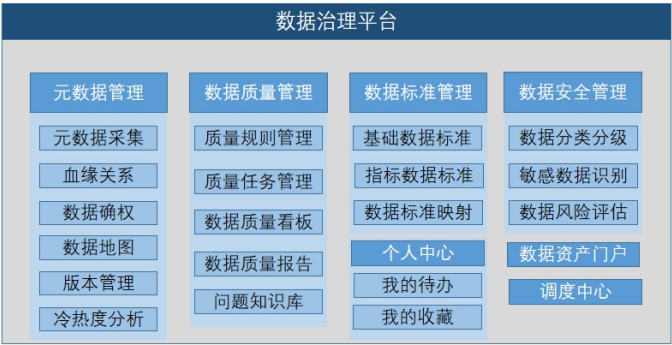 数据治理平台
元数据管理
元数据采集
血缘关系
数据确权
数据地图
版本管理
冷热度分析
数据质量管理
质量规则管理
质量任务管理
数据质量看板
数据质量报告
问题知识库
数据标准管理
基础数据标准
指标数据标准
数据标准映射
个人中心
我的待办
我的收藏
数据安全管理
数据分类分级
敏感数据识别
数据风险评估
数据资产门户
调度中心